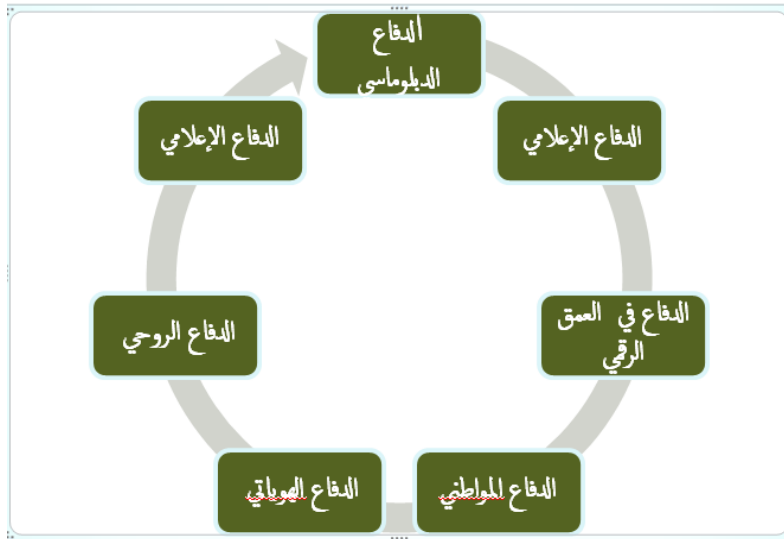 الدفاع
الدبلوماسي
الدفاع الإعلامي
الدفاع في العمق
الرقمي
الدفاع المواطني
الدفاع الهوياتي
الدفاع الروحي
الدفاع الإعلامي